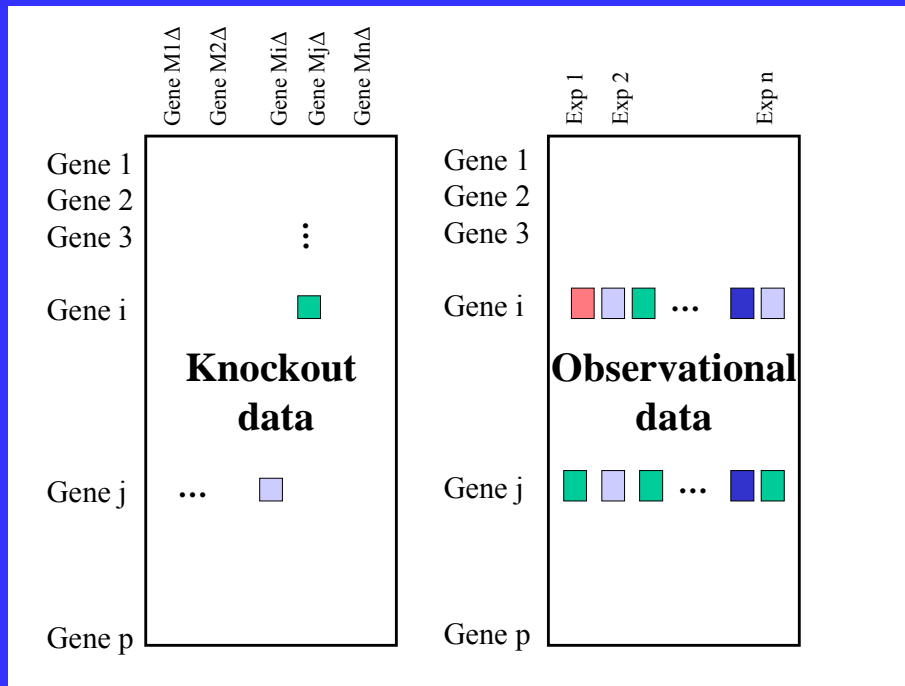 Gene M1Δ
Gene M2Δ
Gene MiΔ
Gene MjΔ
Gene MnΔ
Gene 1
Gene 2
Gene 3
⋮
Gene i
Knockout
data
Gene j
...
Gene p
Exp 1
Exp 2
Exp n
Gene 1
Gene 2
Gene 3
Gene i
...
Observational
data
Gene j
...
Gene p